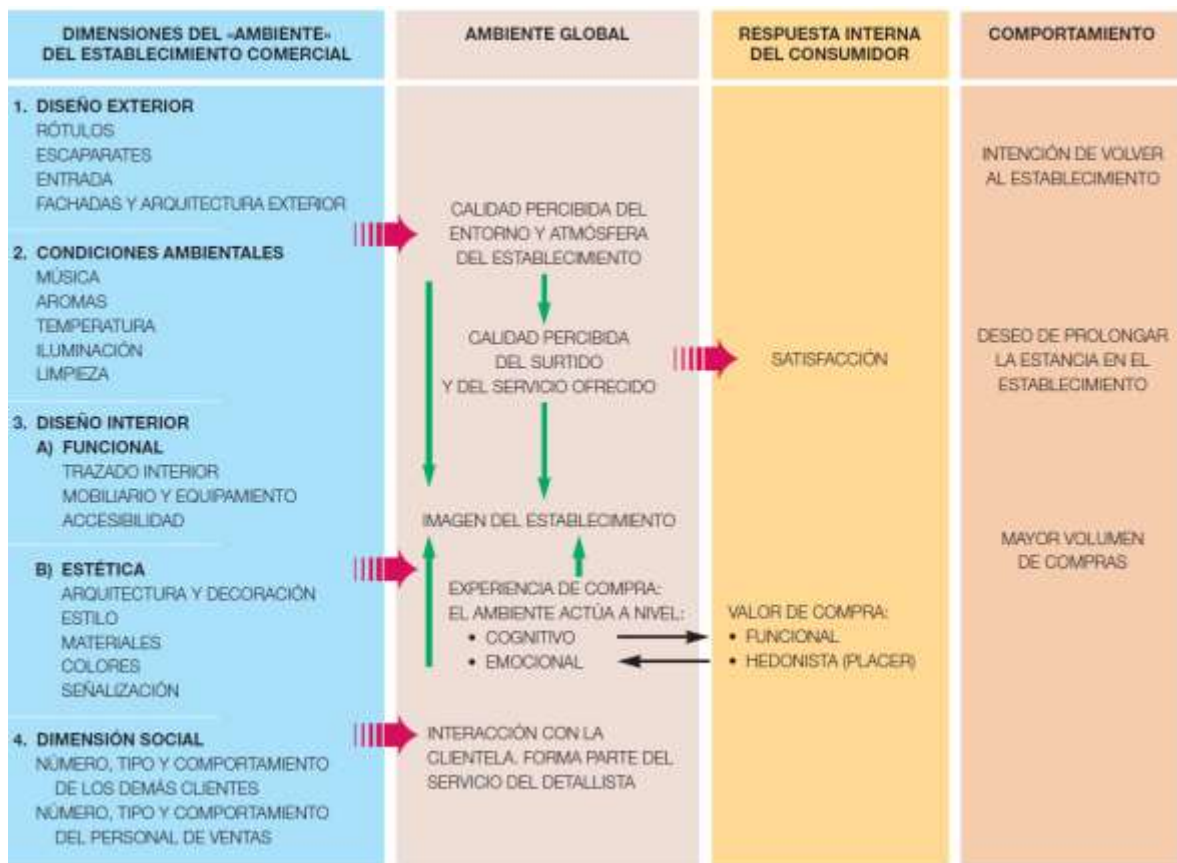 DIMENSIONES DEL «AMBIENTE»
DEL ESTABLECIMIENTO COMERCIAL
1. DISEÑO EXTERIOR
RÓTULOS
ESCAPARATES
ENTRADA
FACHADAS Y ARQUITECTURA EXTERIOR
2. CONDICIONES AMBIENTALES
MÚSICA
AROMAS
TEMPERATURA
ILUMINACIÓN
LIMPIEZA
3. DISEÑO INTERIOR
A) FUNCIONAL
TRAZADO INTERIOR
MOBILIARIO Y EQUIPAMIENTO
ACCESIBILIDAD
B) ESTÉTICA
ARQUITECTURA Y DECORACIÓN
ESTILO
MATERIALES
COLORES
SEÑALIZACIÓN
4. DIMENSIÓN SOCIAL
NÚMERO, TIPO Y COMPORTAMIENTO
DE LOS DEMÁS CLIENTES
NÚMERO, TIPO Y COMPORTAMIENTO
DEL PERSONAL DE VENTAS
AMBIENTE GLOBAL
CALIDAD PERCIBIDA DEL
ENTORNO Y ATMÓSFERA
DEL ESTABLECIMIENTO
CALIDAD PERCIBIDA
DEL SURTIDO
Y DEL SERVICIO OFRECIDO
IMAGEN DEL ESTABLECIMIENTO
EXPERIENCIA DE COMPRA:
EL AMBIENTE ACTÚA A NIVEL:
• COGNITIVO
• EMOCIONAL
INTERACCIÓN CON LA
CLIENTELA. FORMA PARTE DEL
SERVICIO DEL DETALLISTA
RESPUESTA INTERNA
DEL CONSUMIDOR
SATISFACCIÓN
VALOR DE COMPRA:
• FUNCIONAL
• HEDONISTA (PLACER)
COMPORTAMIENTO
INTENCIÓN DE VOLVER
AL ESTABLECIMIENTO
DESEO DE PROLONGAR
LA ESTANCIA EN EL
ESTABLECIMIENTO
MAYOR VOLUMEN
DE COMPRAS